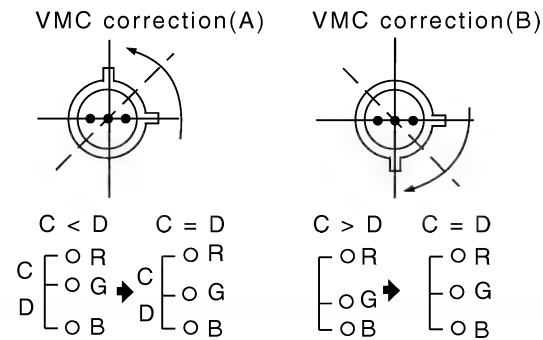 VMC correction(A)
VMC correction(B)
C < D
C = D
C > D
C = D
C
D
R
G
B
C
D
R
G
B
R
G
B
R
G
B